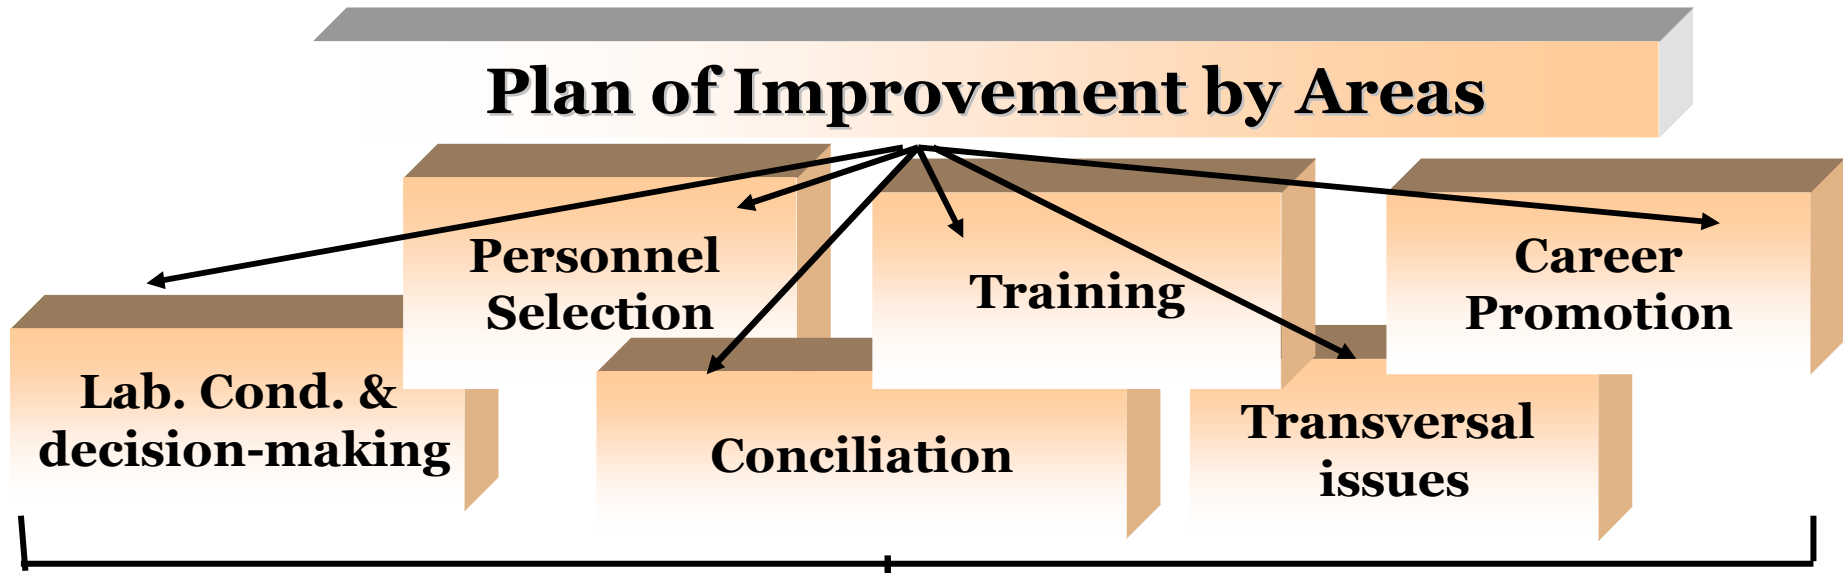 Plan of Improvement by Areas
Personnel
Selection
Training
Career
Promotion
Lab. Cond. &
decision-making
Conciliation
Transversal
issues